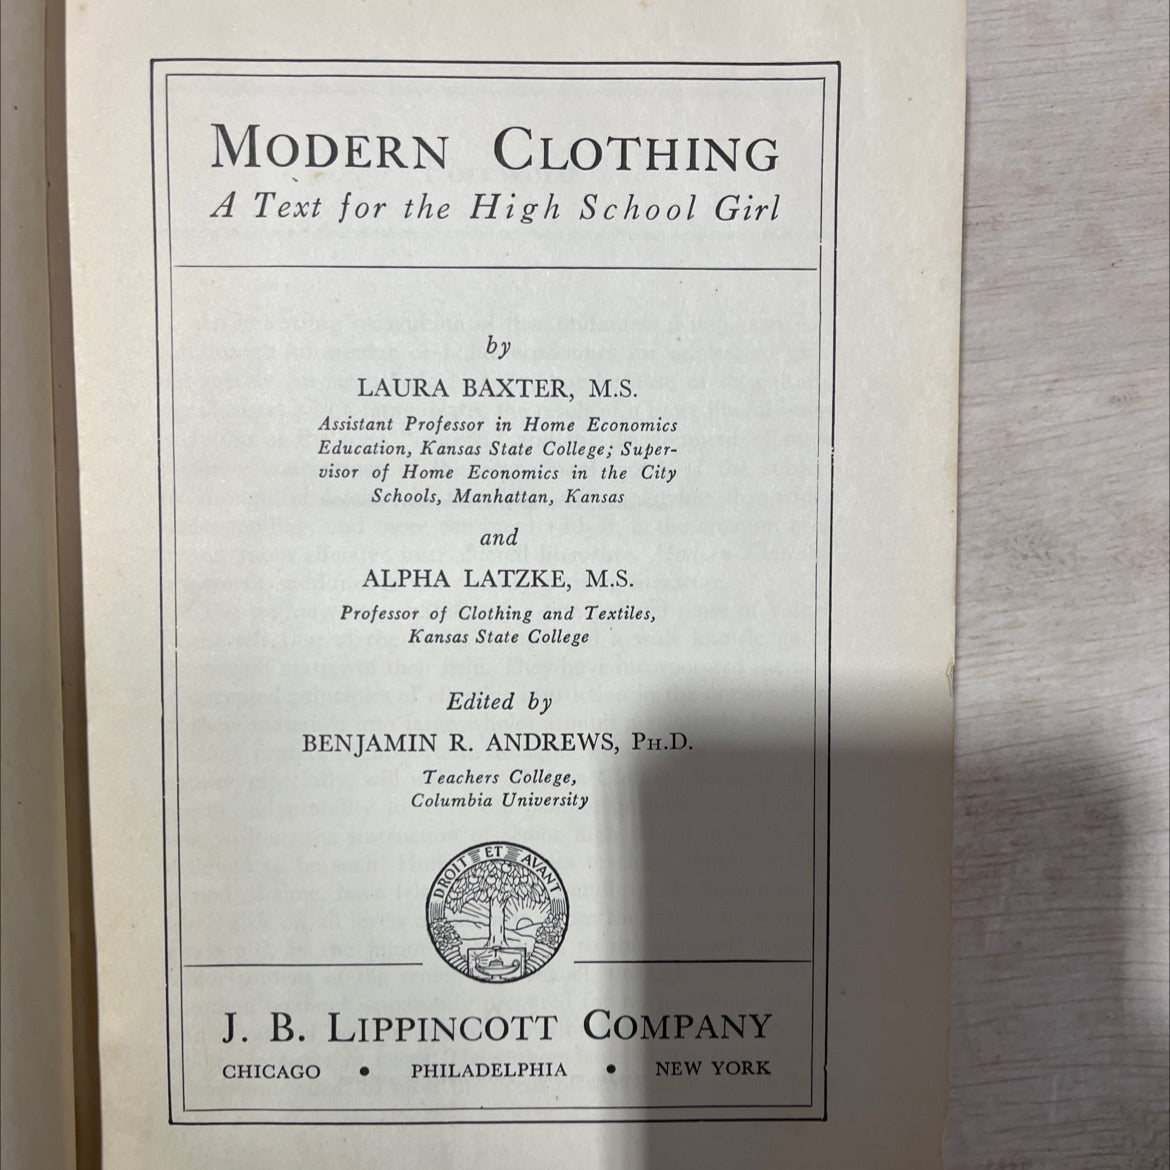 MODERN CLOTHING
A Text for the High School Girl
by
LAURA BAXTER, M.S.
Assistant Professor in Home Economics
Education, Kansas State College; Super-
visor of Home Economics in the City
Schools, Manhattan, Kansas
and
ALPHA LATZKE, M.S.
Professor of Clothing and Textiles,
Kansas State College
Edited by
BENJAMIN R. ANDREWS, PH.D.
Teachers College,
Columbia University
DROIT ET AVANT
J. B. LIPPINCOTT COMPANY
CHICAGO • PHILADELPHIA • NEW YORK